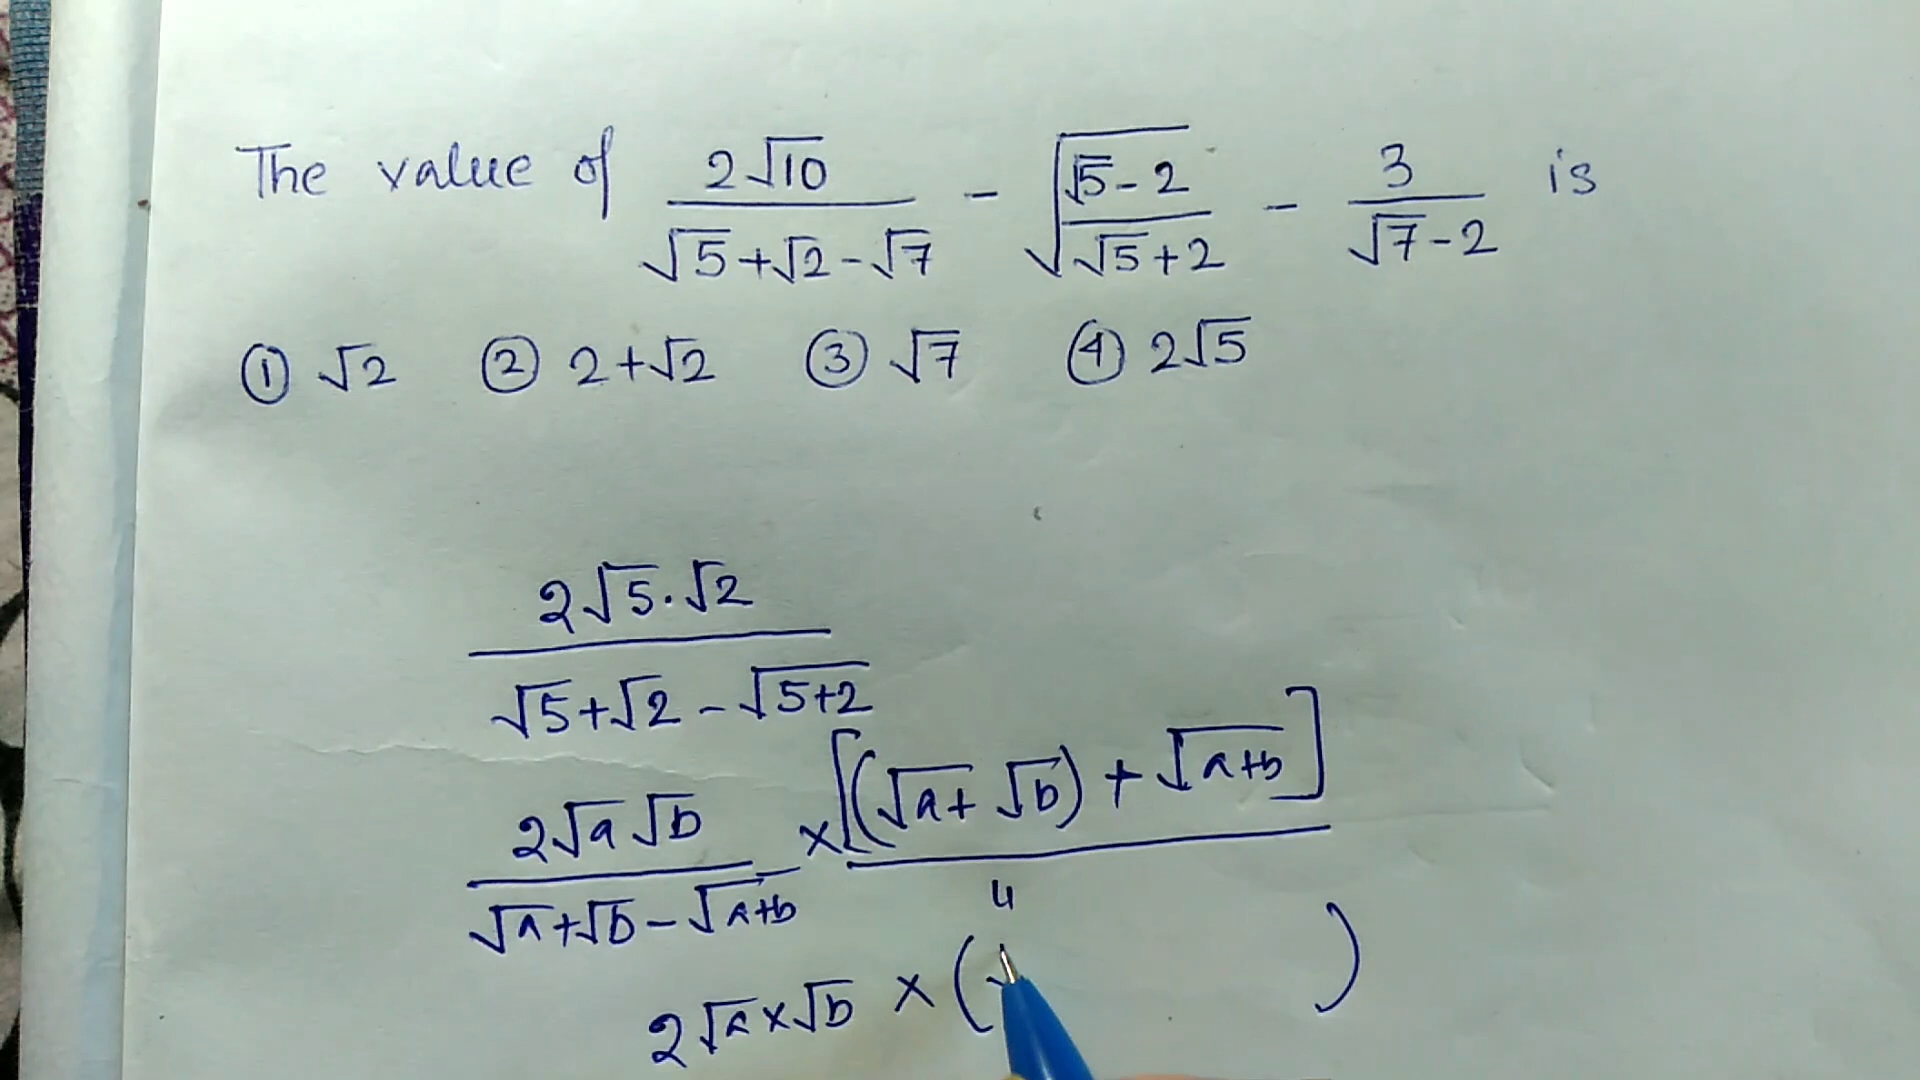 The value of 2√10/(√5+√2-√7) - √((√5-2)/(√5+2)) - 3/(√7-2) is
① √2 ② 2+√2 ③ √7 ④ 2√5
2√5·√2
√5+√2-√(5+2)
2√a√b × [(√a+√b)+√(a+b)]
√a+√b-√(a+b) 4
2√a×√b × ( )